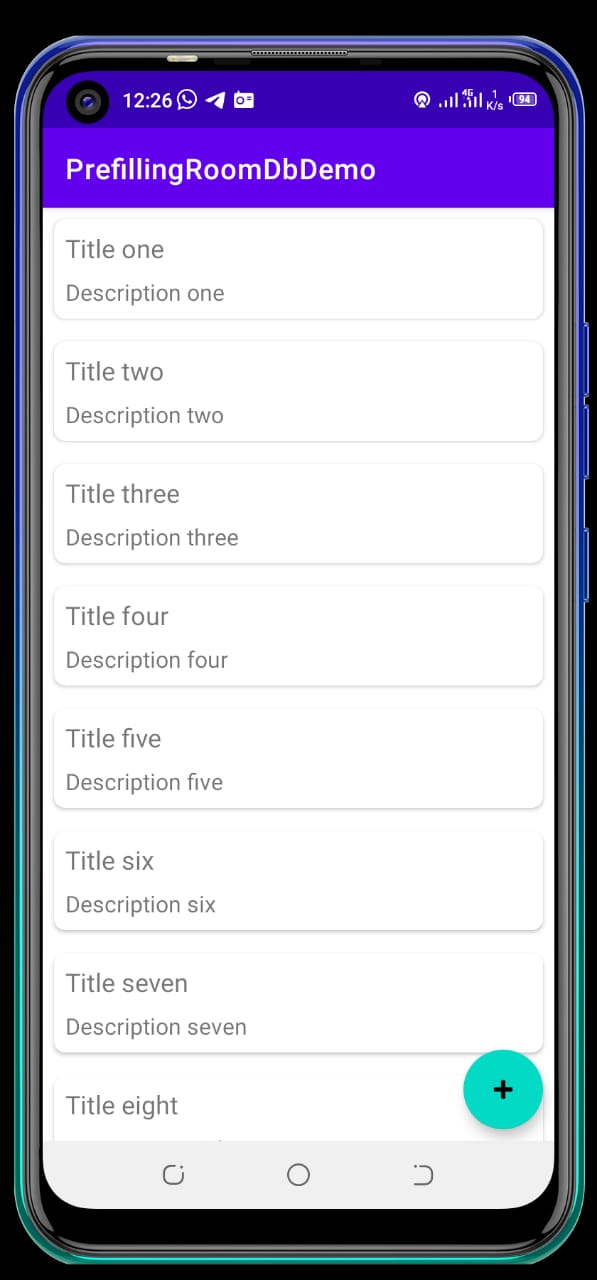 12:26
4G
1
K/s
94
PrefillingRoomDbDemo
Title one
Description one
Title two
Description two
Title three
Description three
Title four
Description four
Title five
Description five
Title six
Description six
Title seven
Description seven
Title eight